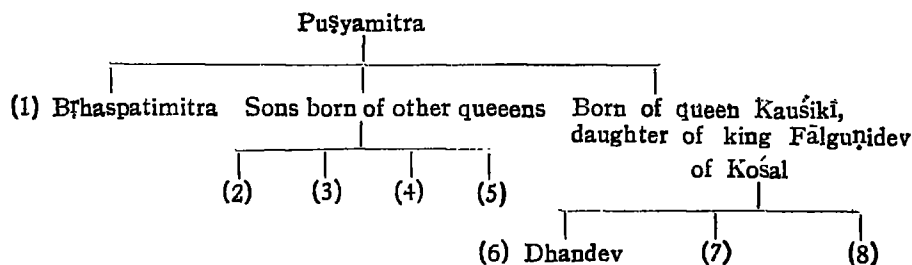 Puṣyamitra
(1) Bṛhaspatimitra Sons born of other queeens Born of queen Kauśikī,
daughter of king Fālguṇidev
of Kośal
(2) (3) (4) (5)
(6) Dhandev (7) (8)